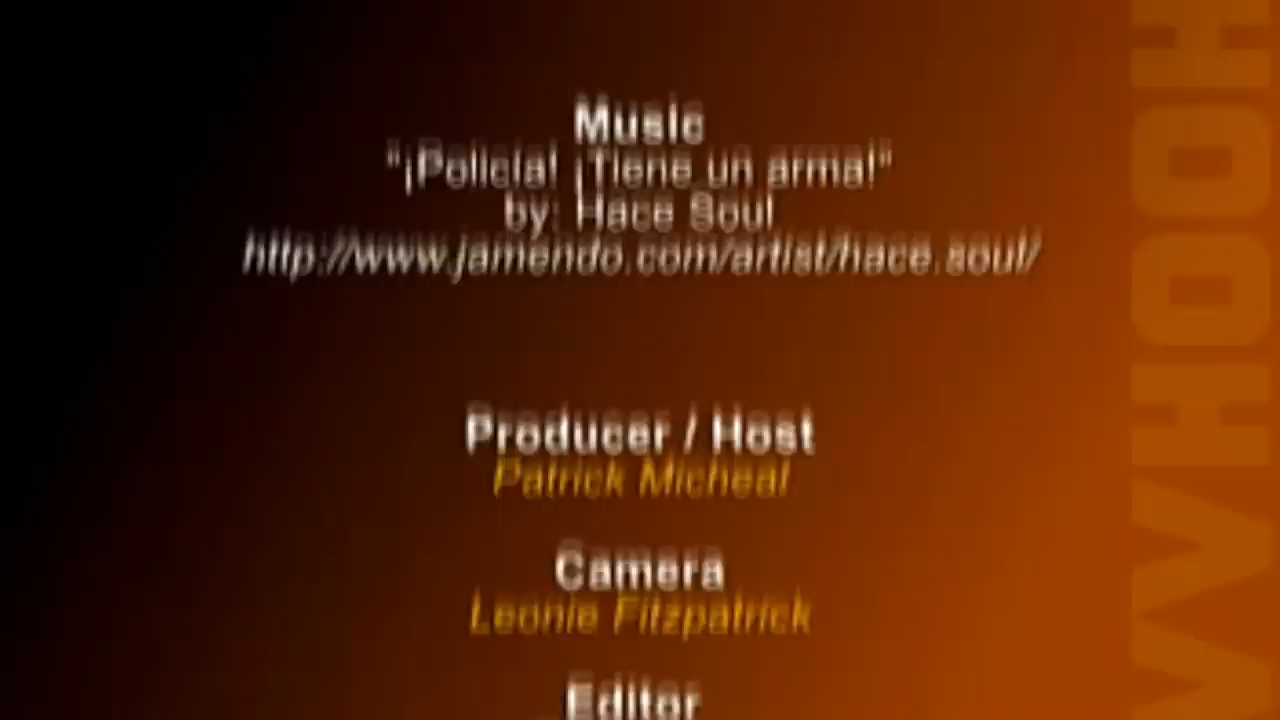 Music
"¡Policía! ¡Tiene un arma!"
by: Hace Soul
http://www.jamendo.com/artist/hace.soul/
Producer / Host
Patrick Micheal
Camera
Leonie Fitzpatrick
Editor
WHOOH